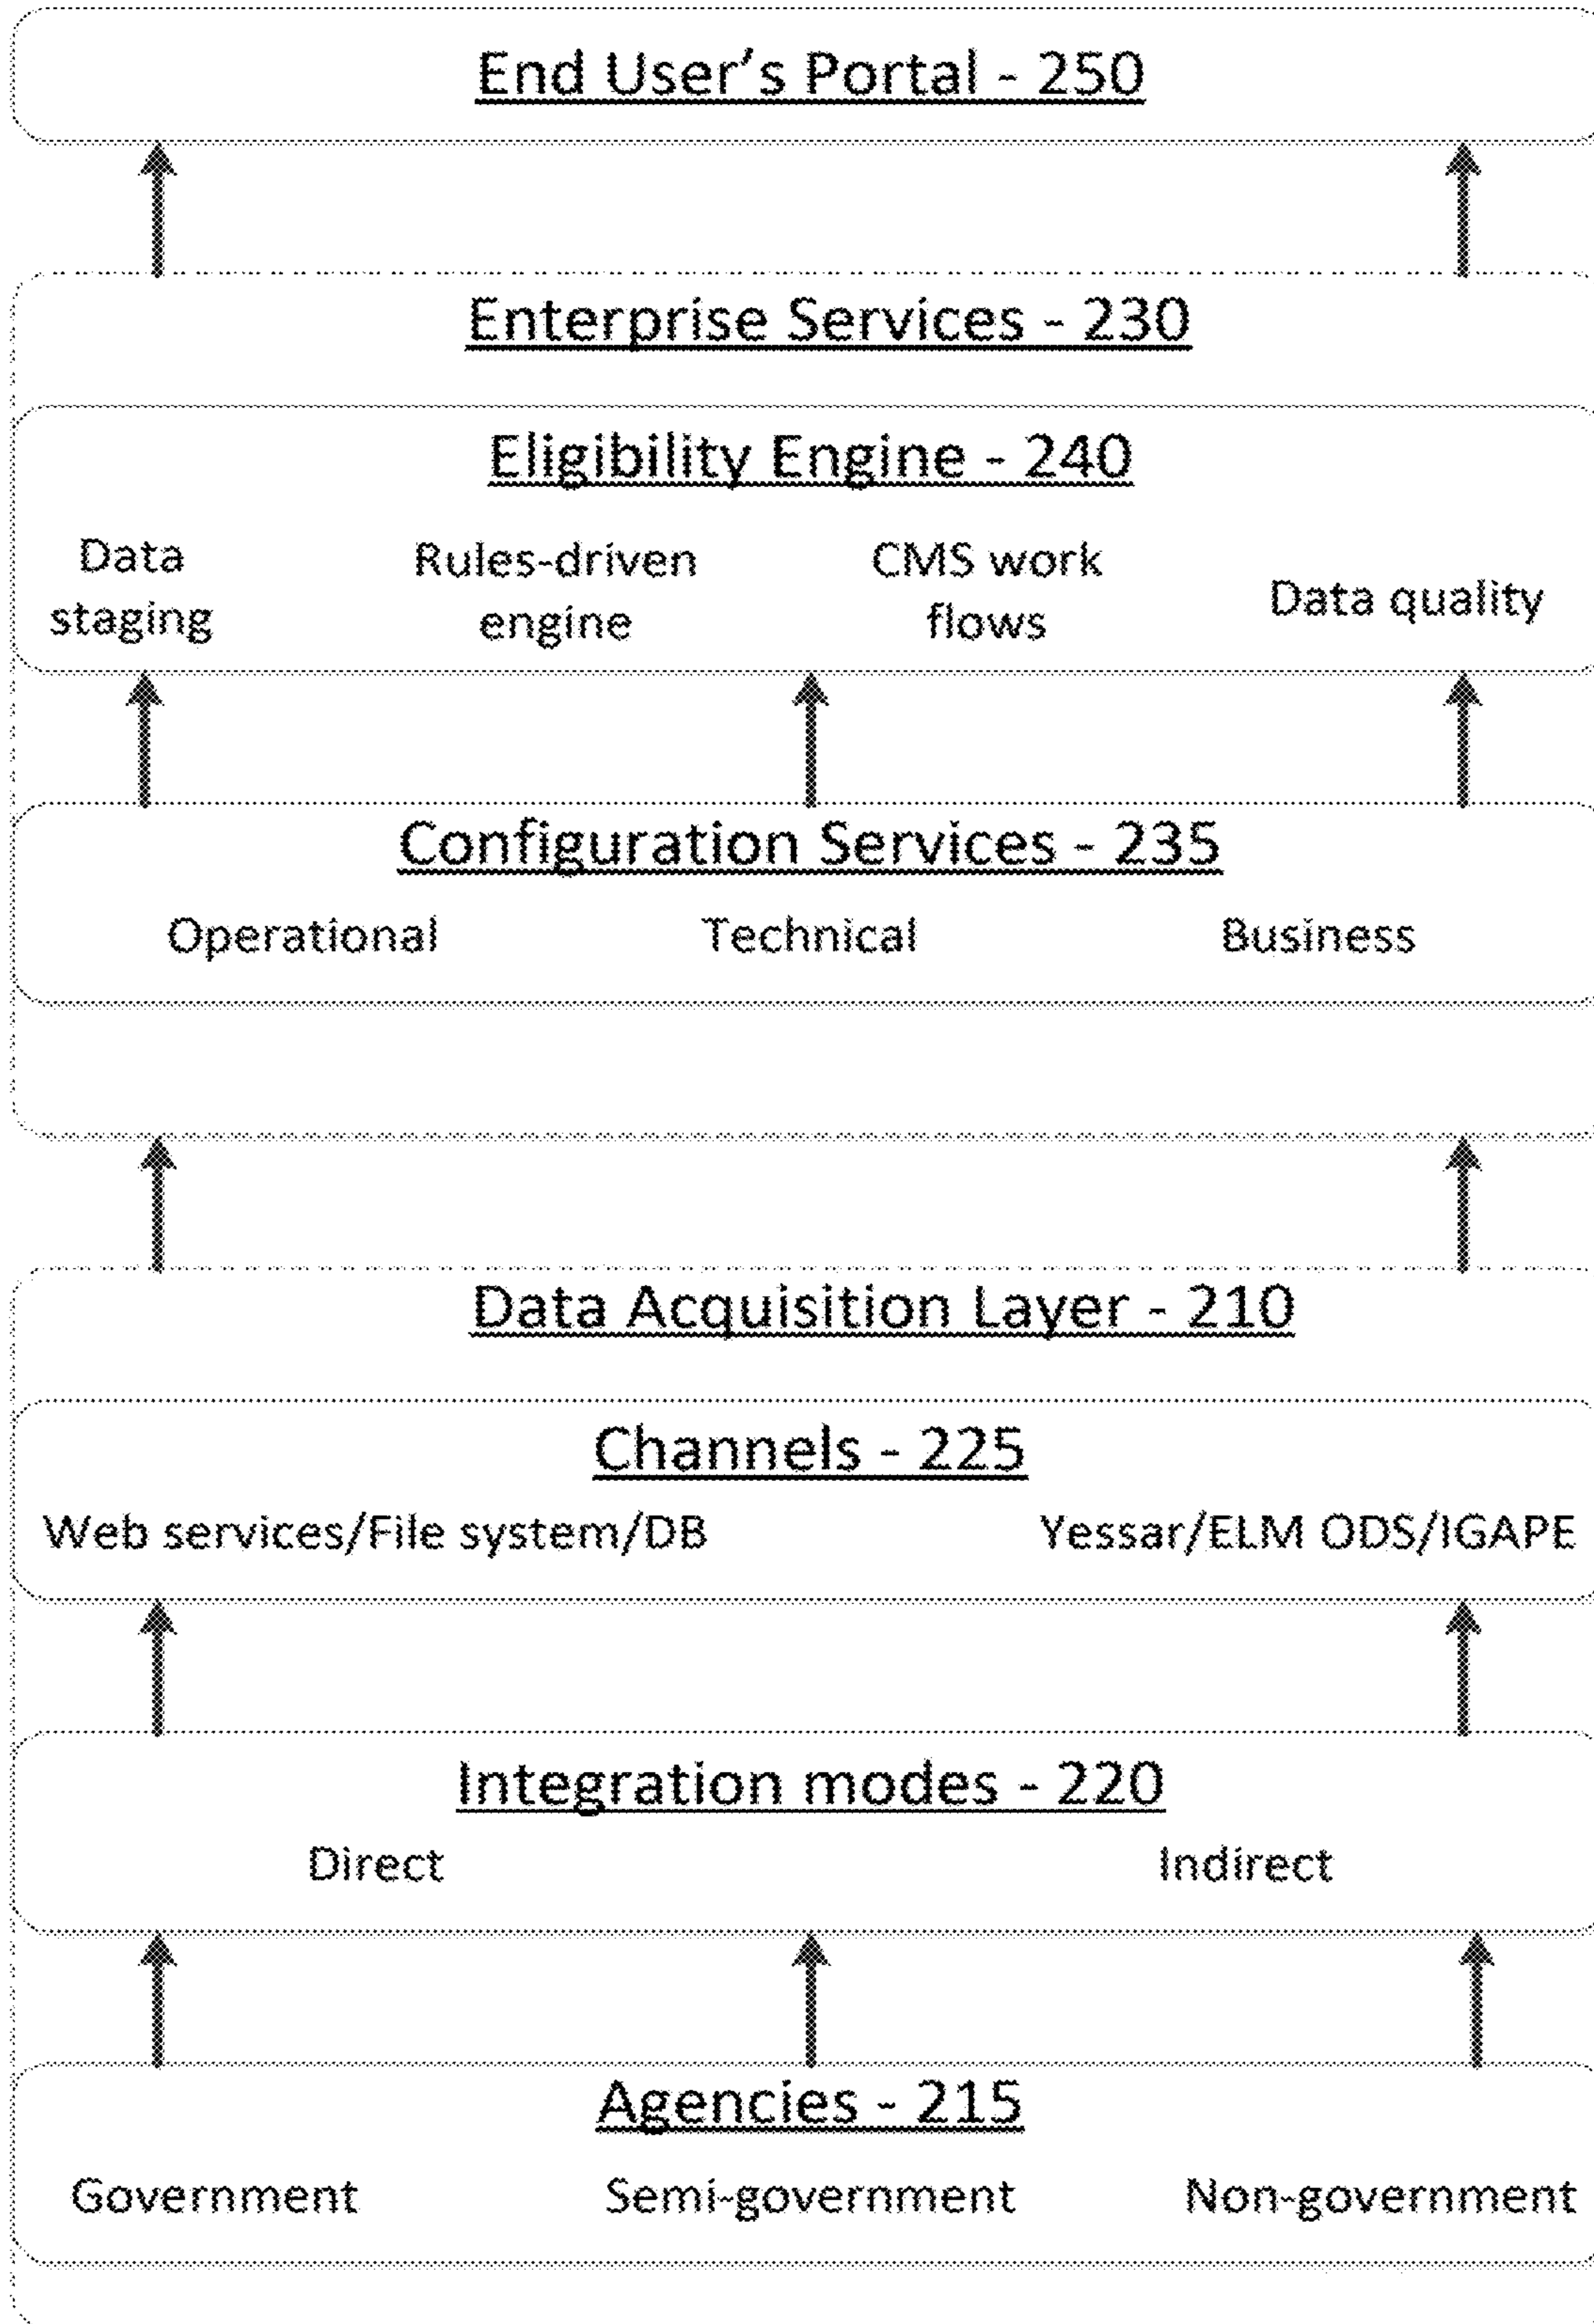 End User's Portal - 250
Enterprise Services - 230
Eligibility Engine - 240
Data staging
Rules-driven engine
CMS work flows
Data quality
Configuration Services - 235
Operational Technical Business
Data Acquisition Layer - 210
Channels - 225
Web services/File system/DB Yessar/ELM ODS/IGAPE
Integration modes - 220
Direct Indirect
Agencies - 215
Government Semi-government Non-government